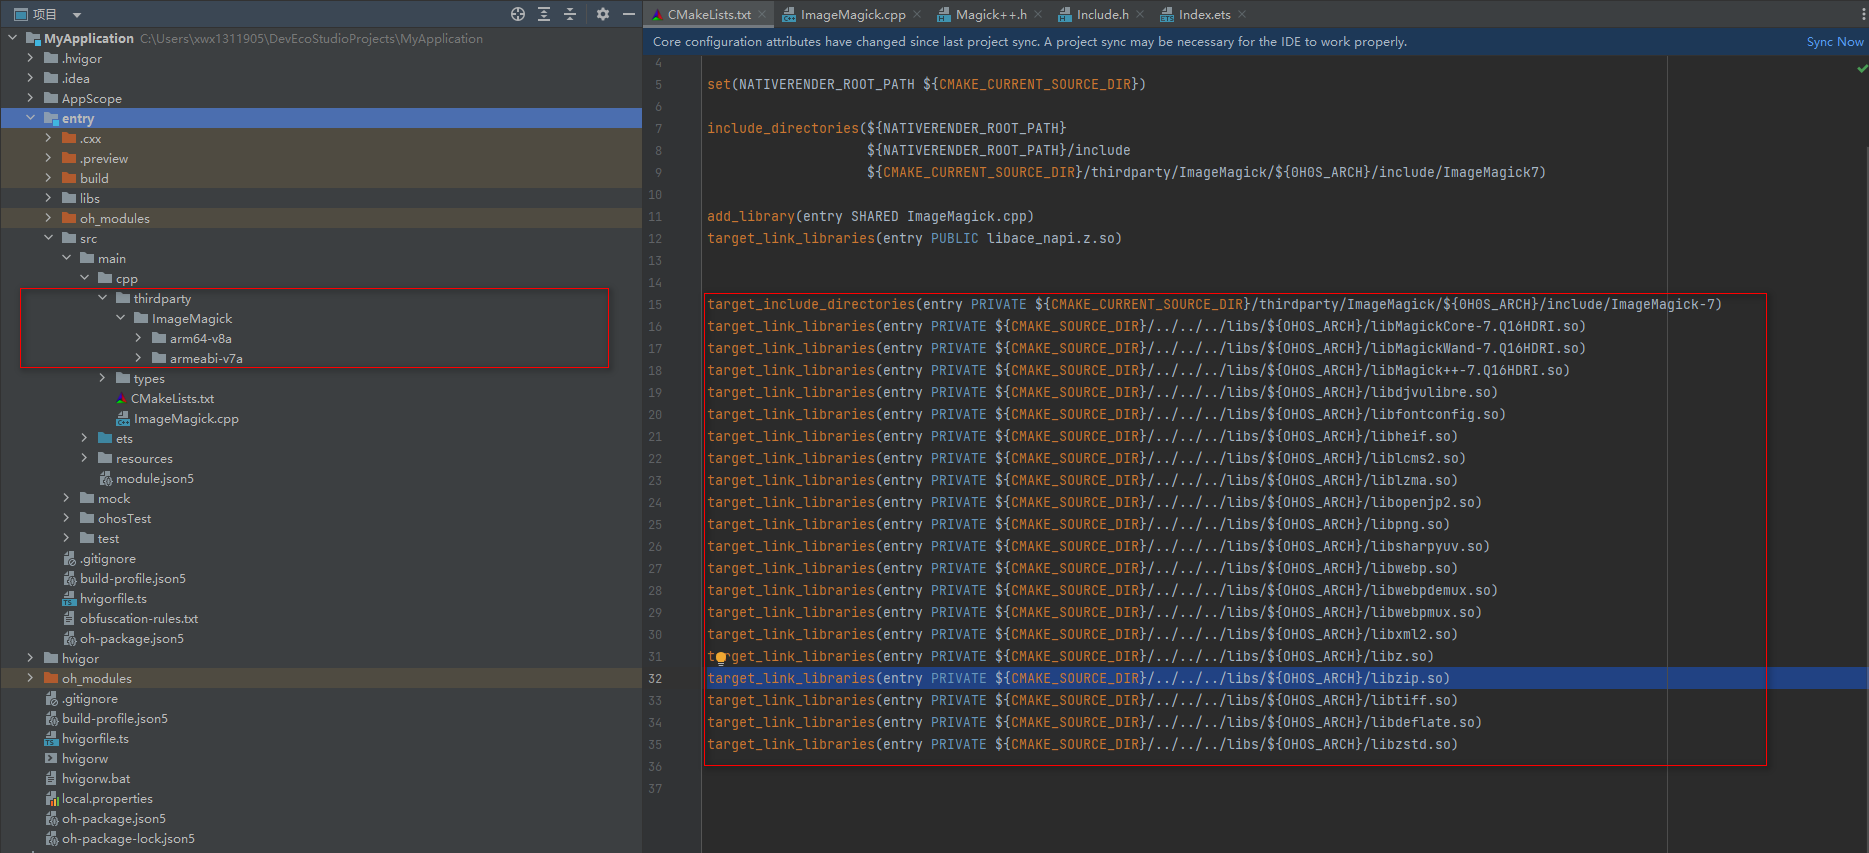 项目
MyApplication C:\Users\xwx1311905\DevEcoStudioProjects\MyApplication
.hvigor
.idea
AppScope
entry
.cxx
.preview
build
libs
oh_modules
src
main
cpp
thirdparty
ImageMagick
arm64-v8a
armeabi-v7a
types
CMakeLists.txt
ImageMagick.cpp
ets
resources
module.json5
mock
ohosTest
test
.gitignore
build-profile.json5
hvigorfile.ts
obfuscation-rules.txt
oh-package.json5
hvigor
oh_modules
.gitignore
build-profile.json5
hvigorfile.ts
hvigorw
hvigorw.bat
local.properties
oh-package.json5
oh-package-lock.json5
CMakeLists.txt ImageMagick.cpp Magick++.h Include.h Index.ets
Core configuration attributes have changed since last project sync. A project sync may be necessary for the IDE to work properly. Sync Now
4
5 set(NATIVERENDER_ROOT_PATH ${CMAKE_CURRENT_SOURCE_DIR})
6
7 include_directories(${NATIVERENDER_ROOT_PATH}
8 ${NATIVERENDER_ROOT_PATH}/include
9 ${CMAKE_CURRENT_SOURCE_DIR}/thirdparty/ImageMagick/${OHOS_ARCH}/include/ImageMagick7)
10
11 add_library(entry SHARED ImageMagick.cpp)
12 target_link_libraries(entry PUBLIC libace_napi.z.so)
13
14
15 target_include_directories(entry PRIVATE ${CMAKE_CURRENT_SOURCE_DIR}/thirdparty/ImageMagick/${OHOS_ARCH}/include/ImageMagick-7)
16 target_link_libraries(entry PRIVATE ${CMAKE_SOURCE_DIR}/../../../libs/${OHOS_ARCH}/libMagickCore-7.Q16HDRI.so)
17 target_link_libraries(entry PRIVATE ${CMAKE_SOURCE_DIR}/../../../libs/${OHOS_ARCH}/libMagickWand-7.Q16HDRI.so)
18 target_link_libraries(entry PRIVATE ${CMAKE_SOURCE_DIR}/../../../libs/${OHOS_ARCH}/libMagick++-7.Q16HDRI.so)
19 target_link_libraries(entry PRIVATE ${CMAKE_SOURCE_DIR}/../../../libs/${OHOS_ARCH}/libdjvulibre.so)
20 target_link_libraries(entry PRIVATE ${CMAKE_SOURCE_DIR}/../../../libs/${OHOS_ARCH}/libfontconfig.so)
21 target_link_libraries(entry PRIVATE ${CMAKE_SOURCE_DIR}/../../../libs/${OHOS_ARCH}/libheif.so)
22 target_link_libraries(entry PRIVATE ${CMAKE_SOURCE_DIR}/../../../libs/${OHOS_ARCH}/liblcms2.so)
23 target_link_libraries(entry PRIVATE ${CMAKE_SOURCE_DIR}/../../../libs/${OHOS_ARCH}/liblzma.so)
24 target_link_libraries(entry PRIVATE ${CMAKE_SOURCE_DIR}/../../../libs/${OHOS_ARCH}/libopenjp2.so)
25 target_link_libraries(entry PRIVATE ${CMAKE_SOURCE_DIR}/../../../libs/${OHOS_ARCH}/libpng.so)
26 target_link_libraries(entry PRIVATE ${CMAKE_SOURCE_DIR}/../../../libs/${OHOS_ARCH}/libsharpyuv.so)
27 target_link_libraries(entry PRIVATE ${CMAKE_SOURCE_DIR}/../../../libs/${OHOS_ARCH}/libwebp.so)
28 target_link_libraries(entry PRIVATE ${CMAKE_SOURCE_DIR}/../../../libs/${OHOS_ARCH}/libwebpdemux.so)
29 target_link_libraries(entry PRIVATE ${CMAKE_SOURCE_DIR}/../../../libs/${OHOS_ARCH}/libwebpmux.so)
30 target_link_libraries(entry PRIVATE ${CMAKE_SOURCE_DIR}/../../../libs/${OHOS_ARCH}/libxml2.so)
31 target_link_libraries(entry PRIVATE ${CMAKE_SOURCE_DIR}/../../../libs/${OHOS_ARCH}/libz.so)
32 target_link_libraries(entry PRIVATE ${CMAKE_SOURCE_DIR}/../../../libs/${OHOS_ARCH}/libzip.so)
33 target_link_libraries(entry PRIVATE ${CMAKE_SOURCE_DIR}/../../../libs/${OHOS_ARCH}/libtiff.so)
34 target_link_libraries(entry PRIVATE ${CMAKE_SOURCE_DIR}/../../../libs/${OHOS_ARCH}/libdeflate.so)
35 target_link_libraries(entry PRIVATE ${CMAKE_SOURCE_DIR}/../../../libs/${OHOS_ARCH}/libzstd.so)
36
37